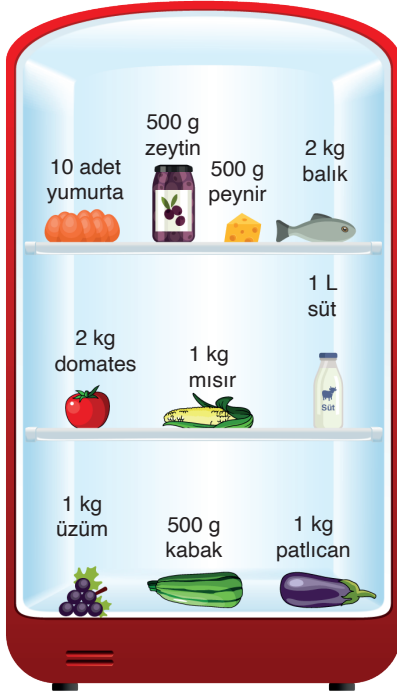 10 adet
yumurta
500 g
zeytin
500 g
peynir
2 kg
balık
2 kg
domates
1 kg
mısır
1 L
süt
Süt
1 kg
üzüm
500 g
kabak
1 kg
patlıcan